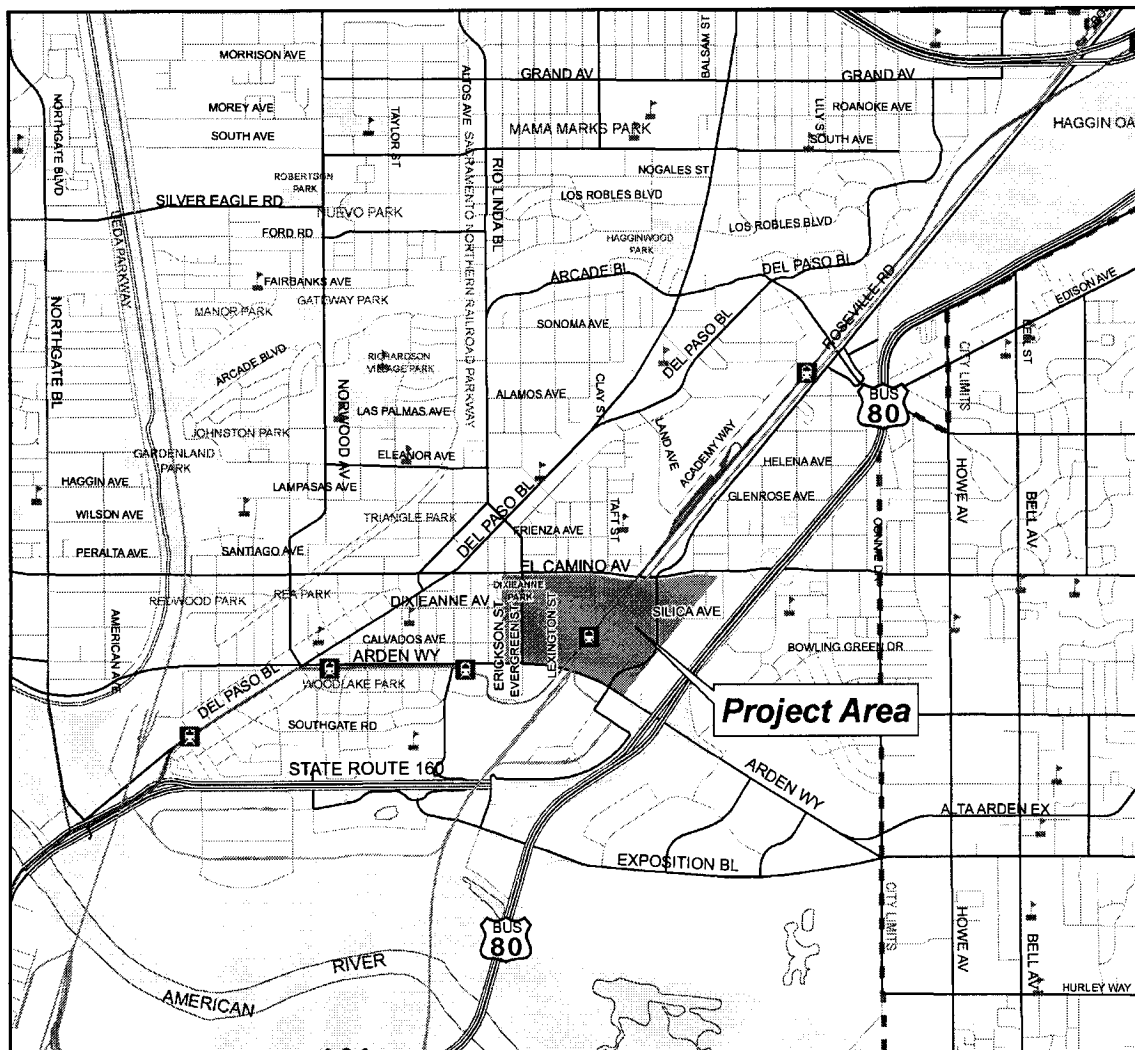 MORRISON AVE
BALSAM ST
GRAND AV
GRAND AV
NORTHGATE BLVD
MOREY AVE
SOUTH AVE
TAYLOR ST
ALTOS AVE
SACRAMENTO NORTHERN RAILROAD PARKWAY
MAMA MARKS PARK
LILY ST
ROANOKE AVE
SOUTH AVE
HAGGIN OA
ROBERTSON
PARK
RIO LINDA BL
NOGALES ST
SILVER EAGLE RD
NUEVO PARK
LOS ROBLES BLVD
LOS ROBLES BLVD
UEDA PARKWAY
FORD RD
HAGGINWOOD
PARK
FAIRBANKS AVE
GATEWAY PARK
ARCADE BL
DEL PASO BL
ROSEVILLE RD
EDISON AVE
NORTHGATE BL
MANOR PARK
SONOMA AVE
BELL ST
CITY LIMITS
ARCADE BLVD
RICHARDSON
VILLAGE PARK
DEL PASO BL
NORWOOD AV
LAS PALMAS AVE
ALAMOS AVE
CLAY ST
BUS
80
JOHNSTON PARK
LAND AVE
ACADEMY WAY
GARDENLAND
PARK
ELEANOR AVE
HELENA AVE
HOWE AV
HAGGIN AVE
LAMPASAS AVE
DEL PASO BL
GLENROSE AVE
BELL AV
WILSON AVE
TRIANGLE PARK
TAFT ST
PERALTA AVE
SANTIAGO AVE
FRIENZA AVE
CONNIE DR
EL CAMINO AV
REDWOOD PARK
REA PARK
DIXIEANNE AV
DIXIEANNE
PARK
SILICA AVE
AMERICAN AVE
CALVADOS AVE
ERICKSON ST
EVERGREEN ST
LEXINGTON ST
BOWLING GREEN DR
ARDEN WY
DEL PASO BL
WOODLAKE PARK
Project Area
SOUTHGATE RD
STATE ROUTE 160
ARDEN WY
ALTA ARDEN EX
EXPOSITION BL
CITY LIMITS
HOWE AV
BELL AV
BUS
80
AMERICAN RIVER
HURLEY WAY